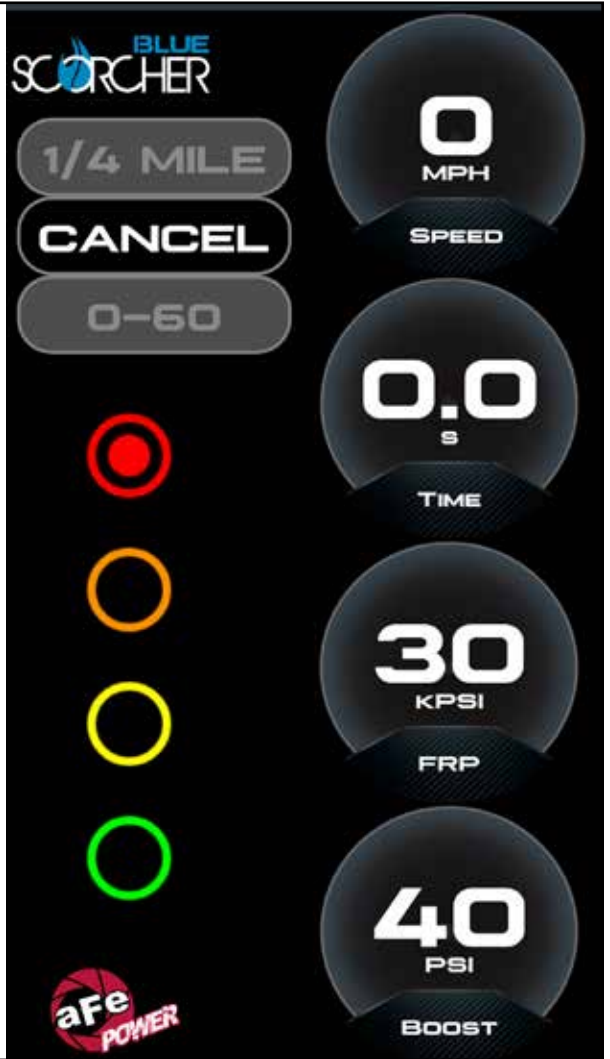 BLUE
SCORCHER
1/4 MILE
CANCEL
0-60
0
MPH
SPEED
0.0
S
TIME
30
KPSI
FRP
40
PSI
BOOST
aFe
POWER